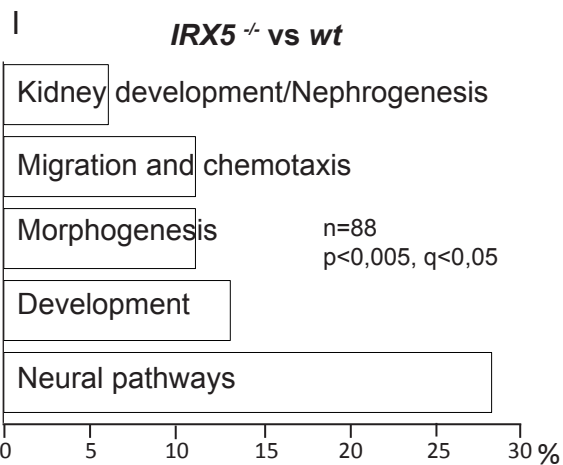 I
IRX5 -/- vs wt
Kidney development/Nephrogenesis
Migration and chemotaxis
Morphogenesis
n=88
p<0,005, q<0,05
Development
Neural pathways
0 5 10 15 20 25 30 %